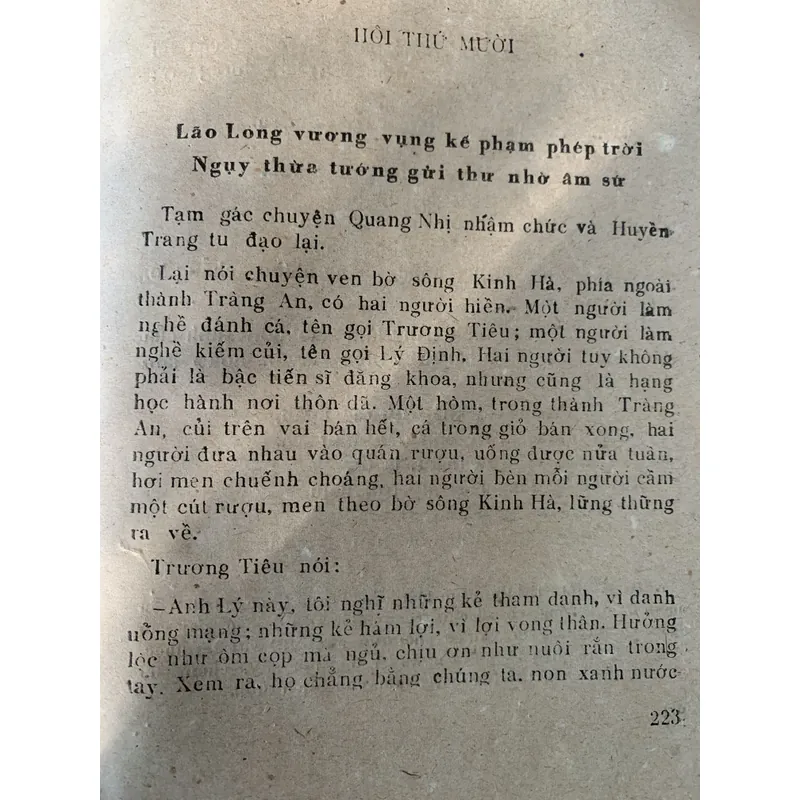 HỒI THỨ MƯỜI
Lão Long vương vụng kế phạm phép trời
Ngụy thừa tướng gửi thư nhờ âm sứ
Tạm gác chuyện Quang Nhị nhậm chức và Huyền
Trang tu đạo lại.
Lại nói chuyện ven bờ sông Kinh Hà, phía ngoài
thành Tràng An, có hai người hiền. Một người làm
nghề đánh cá, tên gọi Trương Tiêu; một người làm
nghề kiếm củi, tên gọi Lý Định. Hai người tuy không
phải là bậc tiến sĩ đăng khoa, nhưng cũng là hạng
học hành nơi thôn dã. Một hôm, trong thành Tràng
An, củi trên vai bán hết, cá trong giỏ bán xong, hai
người đưa nhau vào quán rượu, uống được nửa tuần,
hơi men chuếnh choáng, hai người bèn mỗi người cầm
một cút rượu, men theo bờ sông Kinh Hà, lững thững
ra về.
Trương Tiêu nói:
—Anh Lý này, tôi nghĩ những kẻ tham danh, vì danh
uổng mạng; những kẻ hám lợi, vì lợi vong thân. Hưởng
lộc như ôm cọp mà ngủ, chịu ơn như nuôi rắn trong
tay. Xem ra, họ chẳng bằng chúng ta, non xanh nước
223